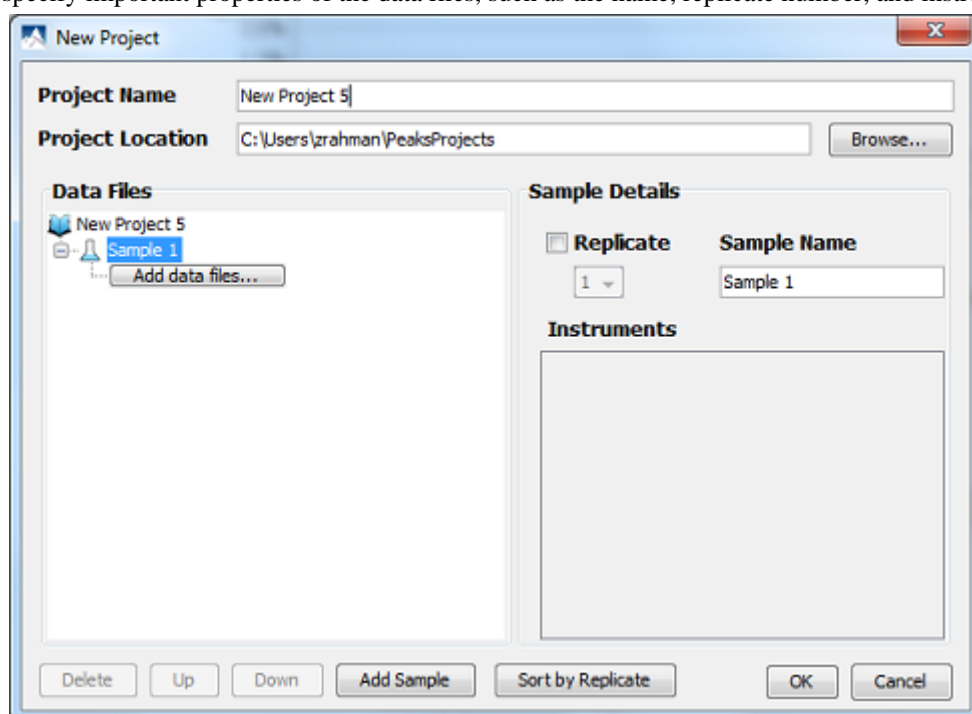 specify important properties of the data files, such as the name, replicate number, and instr
New Project
Project Name New Project 5
Project Location C:\Users\zrahman\PeaksProjects Browse...
Data Files Sample Details
New Project 5
Replicate Sample Name
Sample 1
Add data files...
1 Sample 1
Instruments
Delete Up Down Add Sample Sort by Replicate OK Cancel